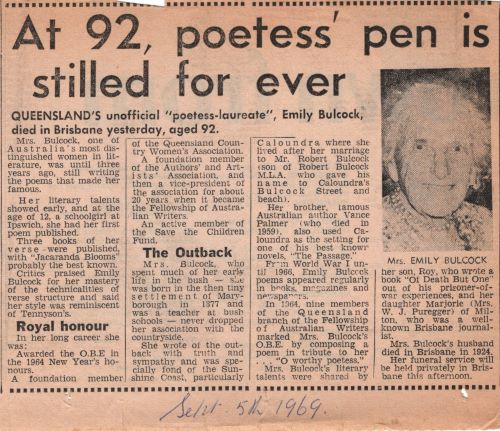 At 92, poetess' pen is
stilled for ever
QUEENSLAND'S unofficial "poetess-laureate", Emily Bulcock,
died in Brisbane yesterday, aged 92.
Mrs. Bulcock, one of
Australia's most dis-
tinguished women in lit-
erature, was until three
years ago, still writing
the poems that made her
famous.
Her literary talents
showed early, and at the
age of 12, a schoolgirl at
Ipswich, she had her first
poem published.
Three books of her
verse were published,
with "Jacaranda Blooms"
probably the best known.
Critics praised Emily
Bulcock for her mastery
of the technicalities of
verse structure and said
her style was reminiscent
of Tennyson's.
Royal honour
In her long career she
was:
Awarded the O.B.E in
the 1964 New Year's hon-
ours.
A foundation member
of the Queensland Coun-
try Women's Association.
A foundation member
of the Authors' and Art-
ists' Association, and
then a vice-president of
the association for about
20 years when it became
the Fellowship of Austral-
ian Writers.
An active member of
the Save the Children
Fund.
The Outback
Mrs. Bulcock, who
spent much of her early
life in the bush — she
was born in the then tiny
settlement of Mary-
borough in 1877 and
was a teacher at bush
schools — never dropped
her association with the
countryside.
She wrote of the out-
back with truth and
sympathy and was spe-
cially fond of the Sun-
shine Coast, particularly
Caloundra where she
lived after her marriage
to Mr. Robert Bulcock
(son of Robert Bulcock
M.L.A. who gave his
name to Caloundra's
Bulcock Street and
beach).
Her brother, famous
Australian author Vance
Palmer (who died in
1959), also used Ca-
loundra as the setting for
one of his best known
novels, "The Passage."
From World War I un-
til 1966, Emily Bulcock
poems appeared regularly
in books, magazines and
newspapers.
In 1964, nine members
of the Queensland
branch of the Fellowship
of Australian Writers
marked Mrs. Bulcock's
O.B.E. by composing a
poem in tribute to her
. . . "O worthy poetess."
Mrs. Bulcock's literary
talents were shared by
Mrs. EMILY BULCOCK
her son, Roy, who wrote a
book "Of Death But One"
out of his prisoner-of-
war experiences, and her
daughter Marjorie (Mrs.
W. J. Puregger) of Mil-
ton, who was a well-
known Brisbane journal-
ist.
Mrs. Bulcock's husband
died in Brisbane in 1924.
Her funeral service will
be held privately in Bris-
bane this afternoon.
Sept. 5th 1969.